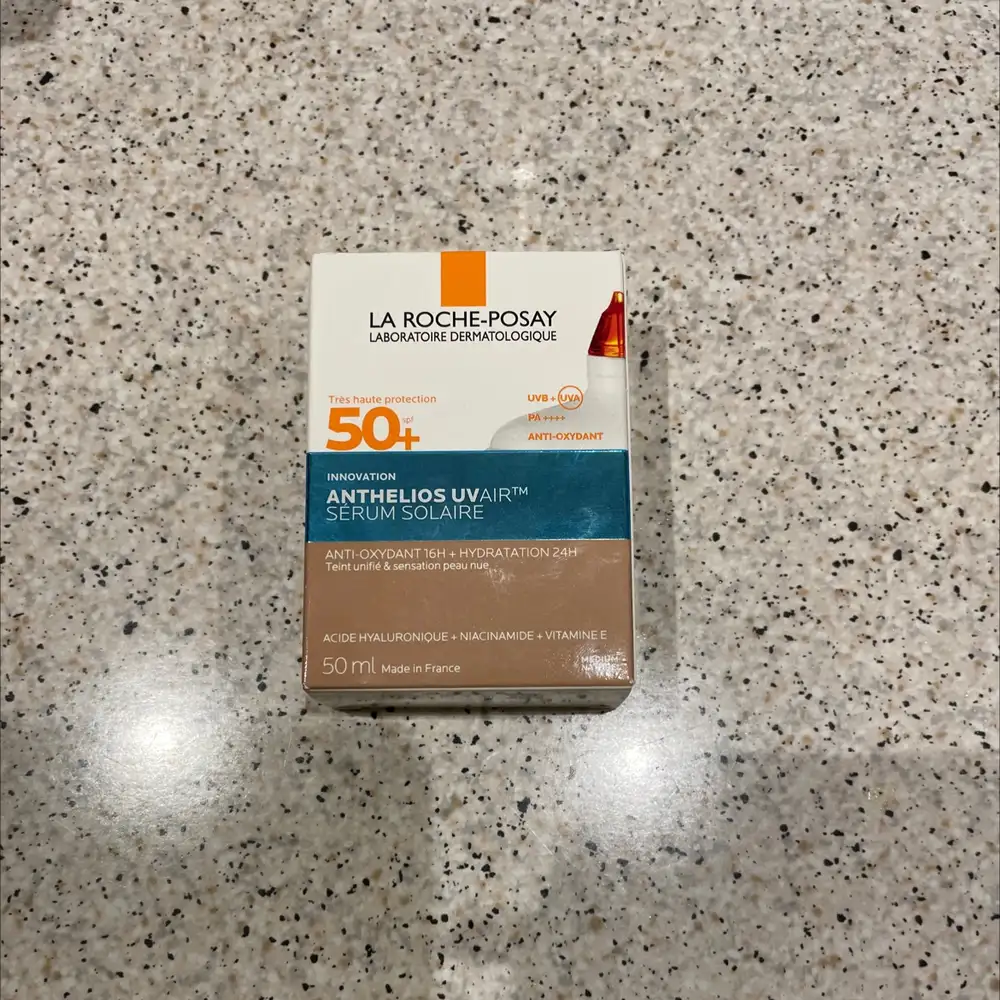 LA ROCHE-POSAY
LABORATOIRE DERMATOLOGIQUE
Très haute protection
50+ spf
UVB + UVA
PA ++++
ANTI-OXYDANT
INNOVATION
ANTHELIOS UVAIR™
SÉRUM SOLAIRE
ANTI-OXYDANT 16H + HYDRATATION 24H
Teint unifié & sensation peau nue
ACIDE HYALURONIQUE + NIACINAMIDE + VITAMINE E
50 ml Made in France
MEDIUM